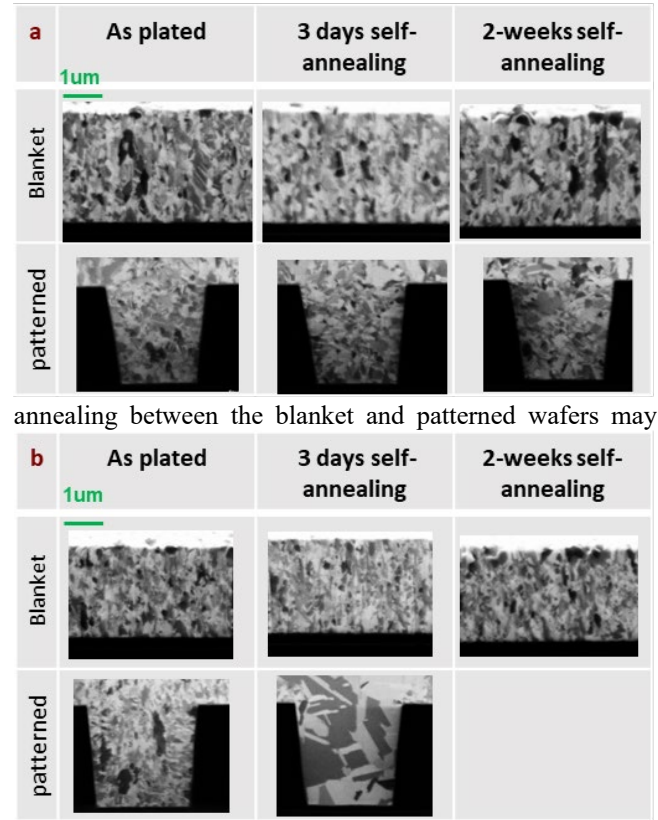 a As plated 3 days self-annealing 2-weeks self-annealing
1um
Blanket
patterned
annealing between the blanket and patterned wafers may
b As plated 3 days self-annealing 2-weeks self-annealing
1um
Blanket
patterned